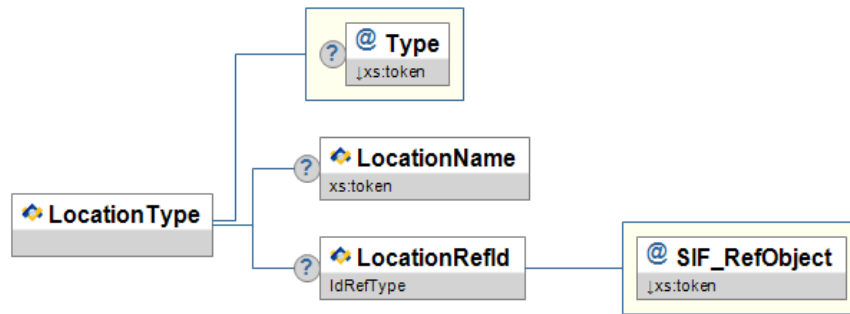 ? @ Type
↓xs:token
? LocationName
xs:token
LocationType
? LocationRefId
IdRefType
@ SIF_RefObject
↓xs:token